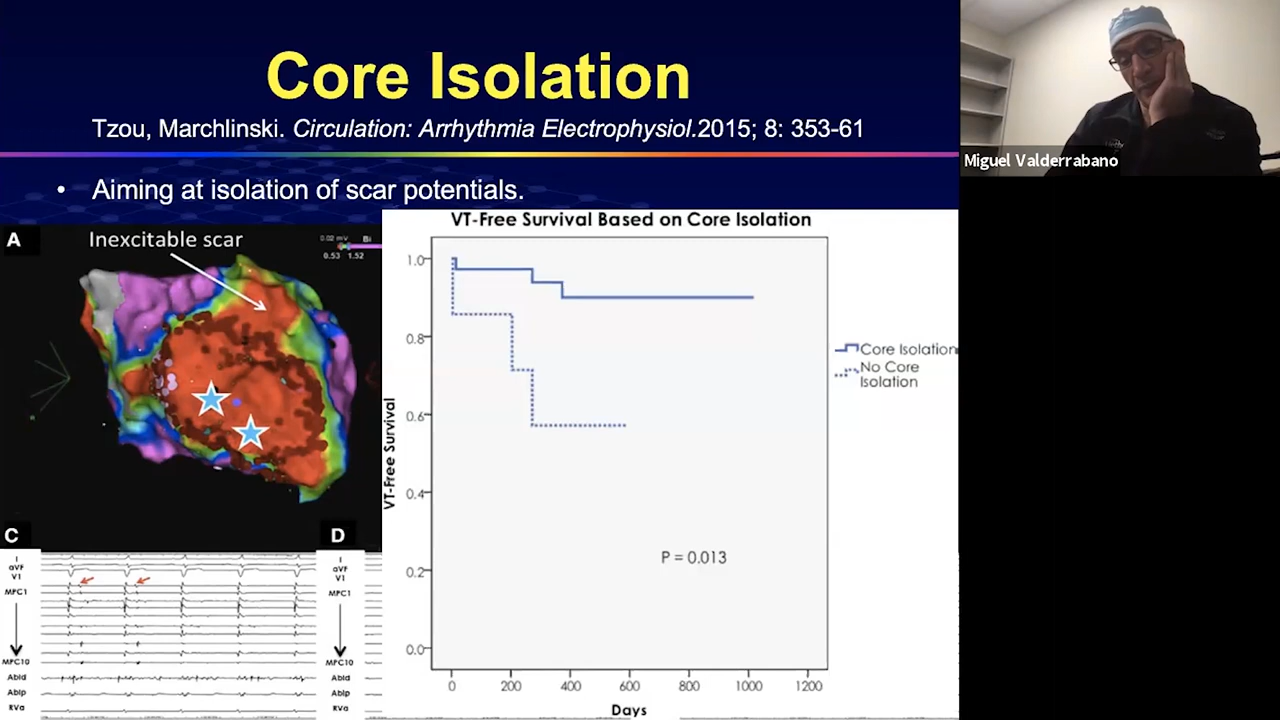 Core Isolation
Tzou, Marchlinski. Circulation: Arrhythmia Electrophysiol.2015; 8: 353-61
• Aiming at isolation of scar potentials.
Miguel Valderrabano
A
Inexcitable scar
0.02 mV Bi
0.53 1.52
VT-Free Survival Based on Core Isolation
VT-Free Survival
1.0
0.8
0.6
0.4
0.2
0.0
0 200 400 600 800 1000 1200
Days
P = 0.013
Core Isolation
No Core
Isolation
C
I
aVF
V1
MPC1
MPC10
Abld
Ablp
RVa
D
I
aVF
V1
MPC1
MPC10
Abld
Ablp
RVa